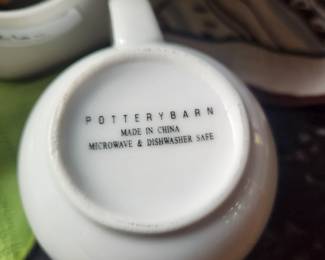 POTTERYBARN
MADE IN CHINA
MICROWAVE & DISHWASHER SAFE